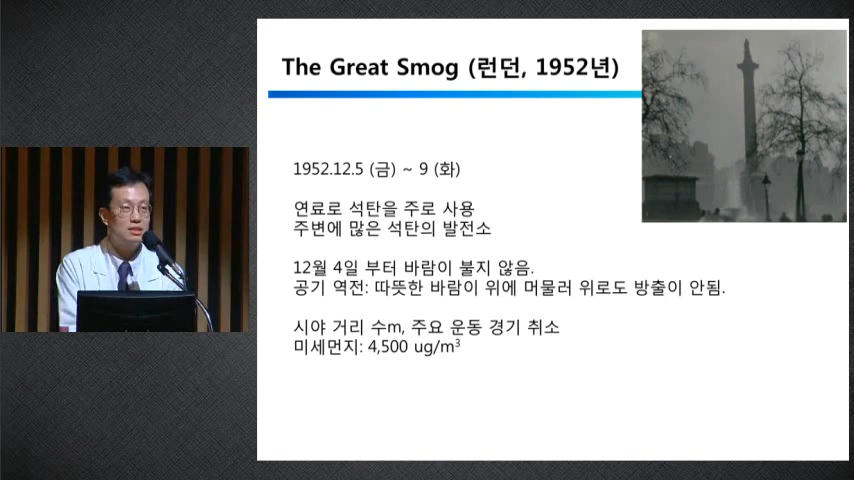 The Great Smog (런던, 1952년)
1952.12.5 (금) ~ 9 (화)
연료로 석탄을 주로 사용
주변에 많은 석탄의 발전소
12월 4일 부터 바람이 불지 않음.
공기 역전: 따뜻한 바람이 위에 머물러 위로도 방출이 안됨.
시야 거리 수m, 주요 운동 경기 취소
미세먼지: 4,500 ug/m³